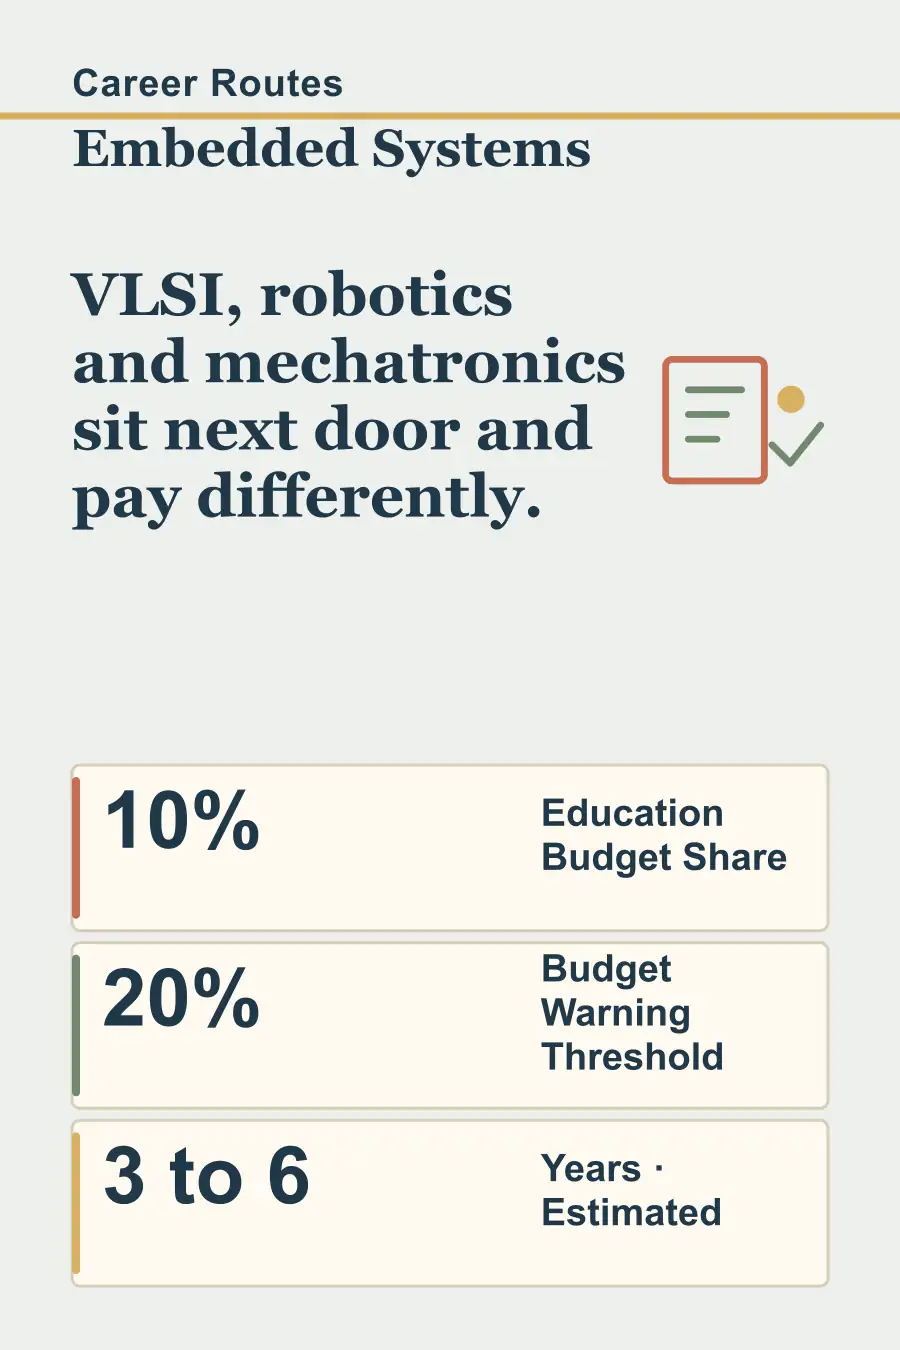 Career Routes
Embedded Systems
VLSI, robotics
and mechatronics
sit next door and
pay differently.
10%
Education
Budget Share
20%
Budget
Warning
Threshold
3 to 6
Years ·
Estimated